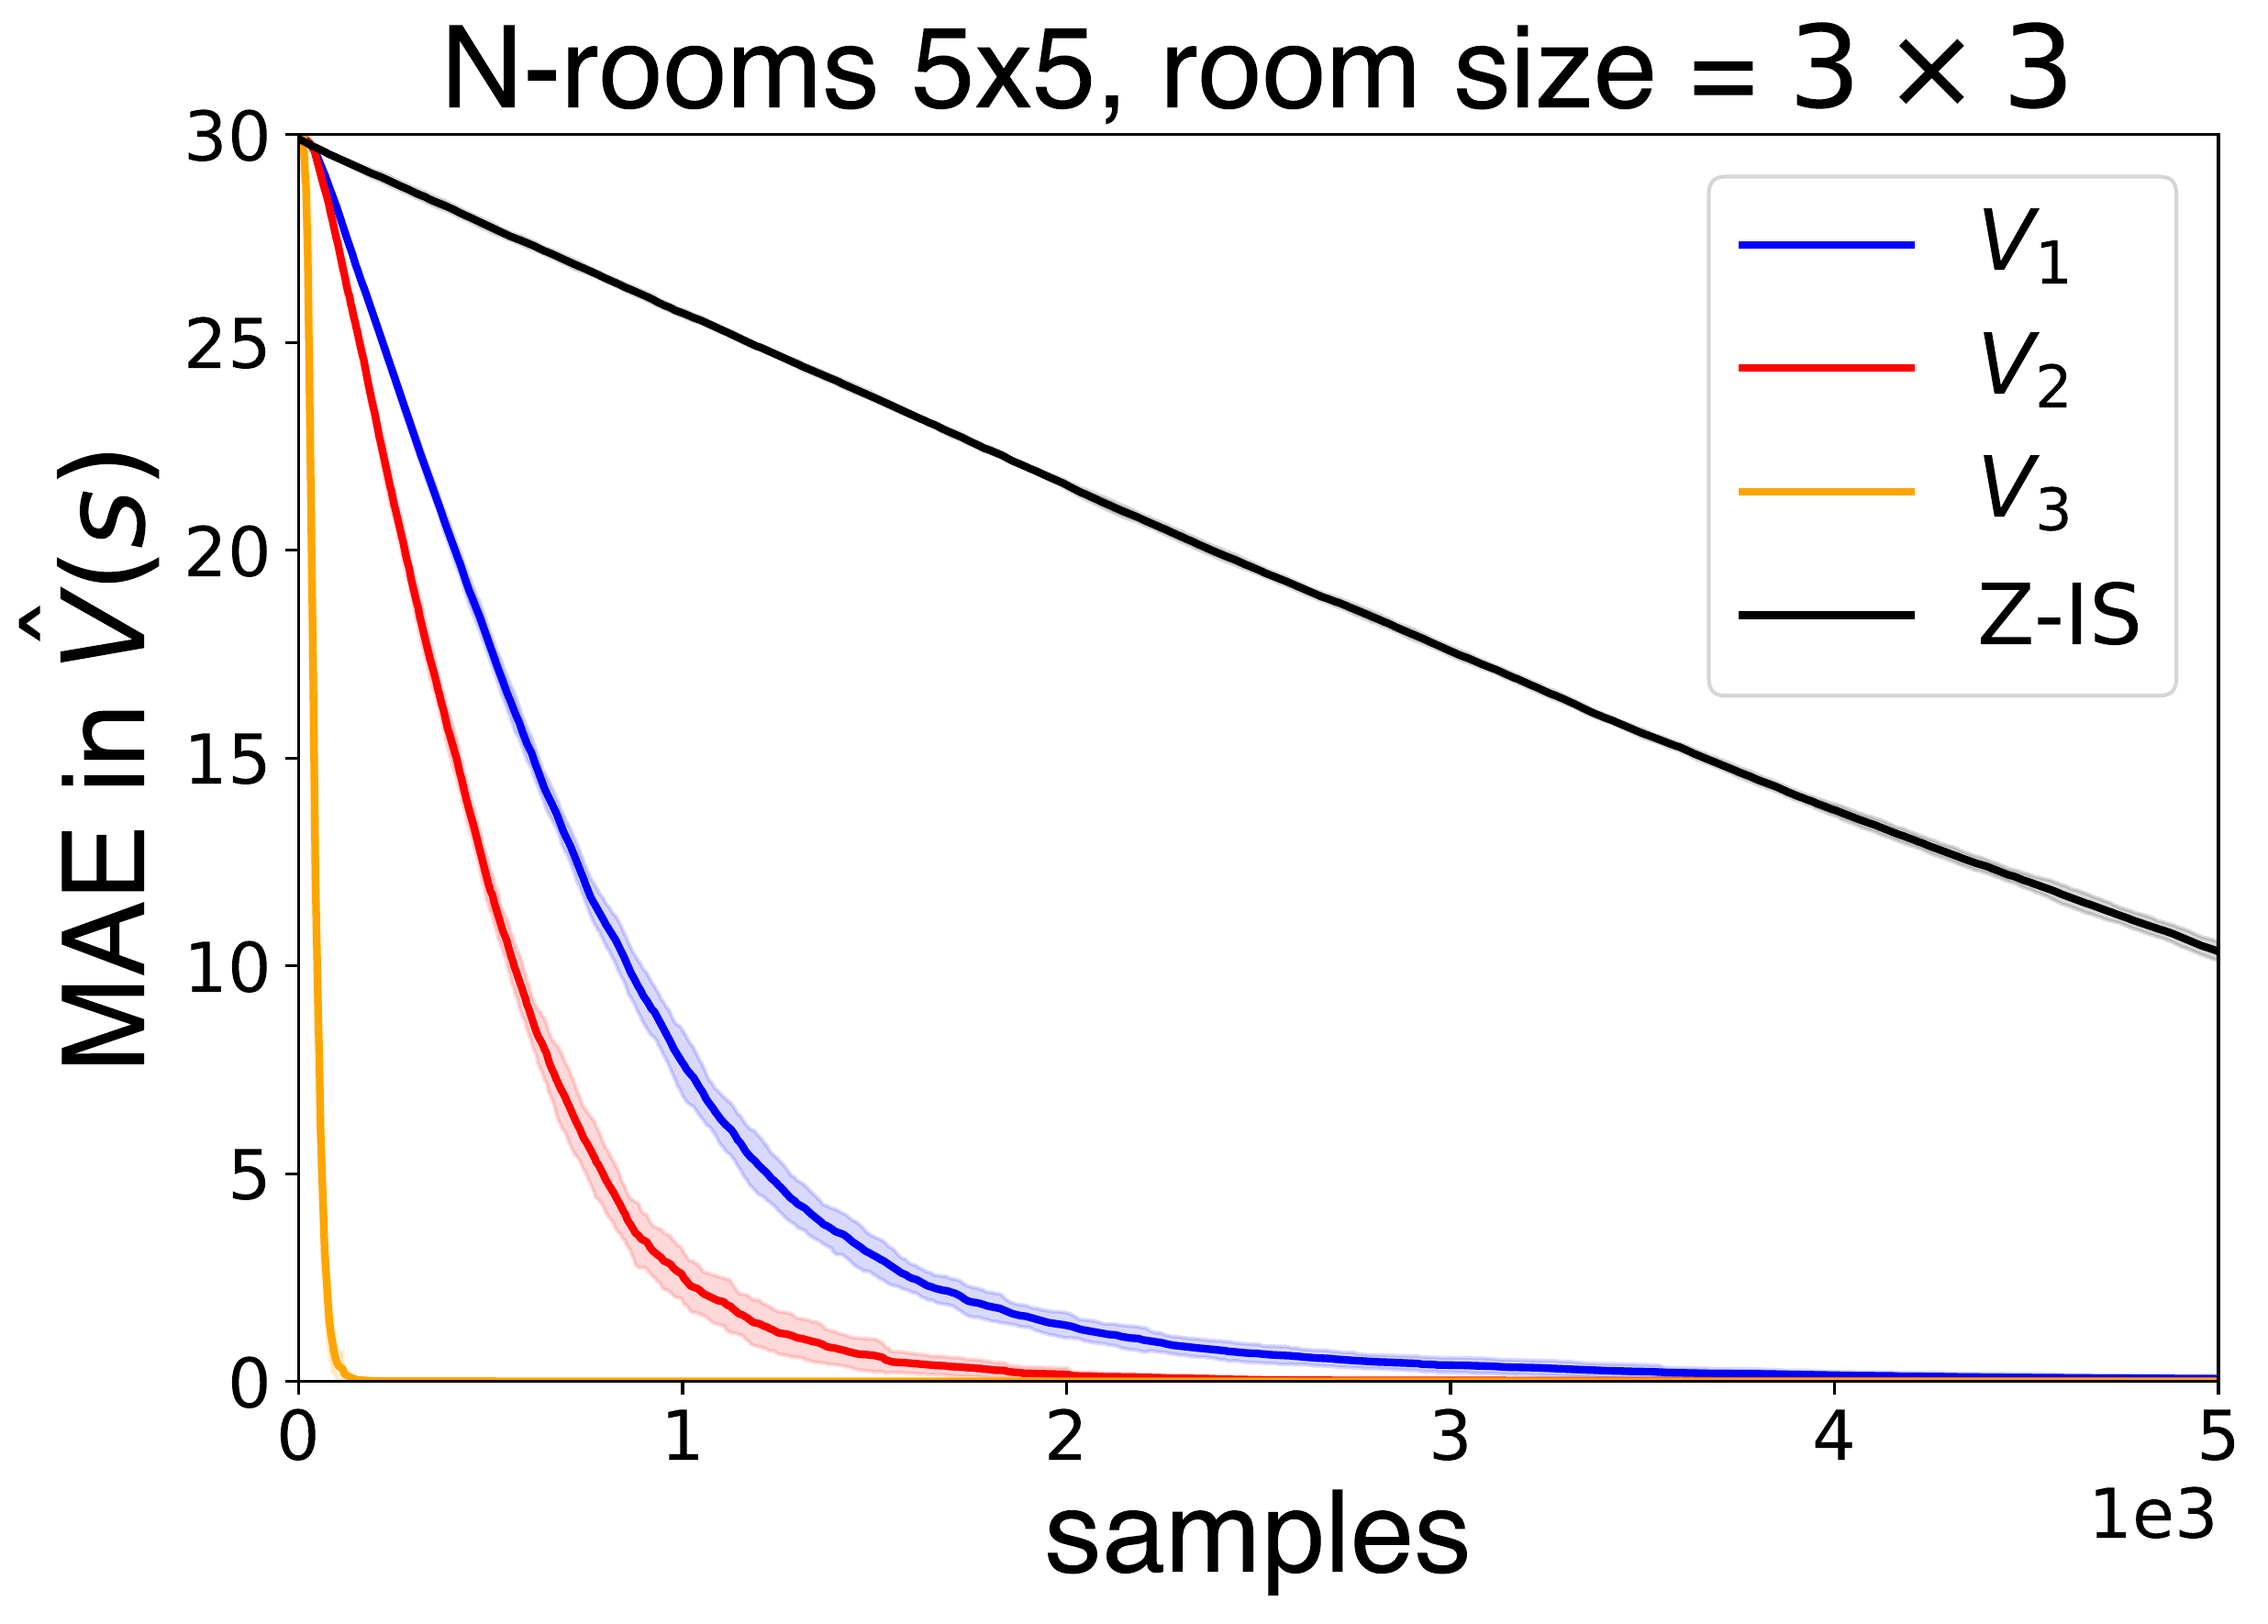 N-rooms 5x5, room size = 3 × 3
MAE in V̂(s)
30
25
20
15
10
5
0
V₁
V₂
V₃
Z-IS
0 1 2 3 4 5
1e3
samples